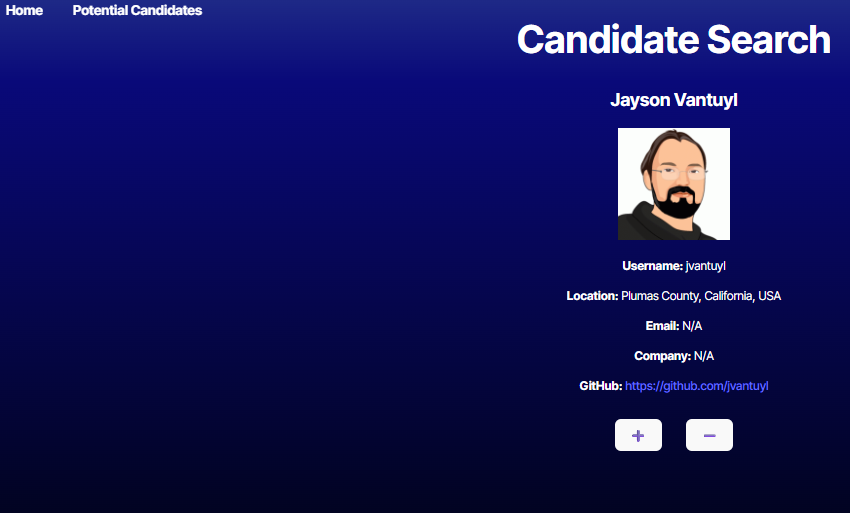 Home Potential Candidates
Candidate Search
Jayson Vantuyl
Username: jvantuyl
Location: Plumas County, California, USA
Email: N/A
Company: N/A
GitHub: https://github.com/jvantuyl
+ −